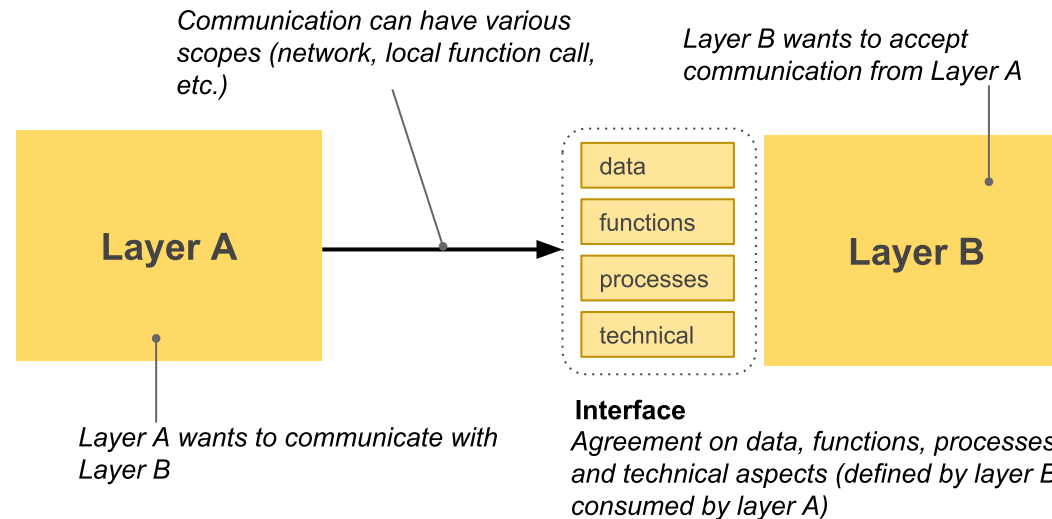 Communication can have various
scopes (network, local function call,
etc.)
Layer B wants to accept
communication from Layer A
Layer A
data
functions
processes
technical
Layer B
Layer A wants to communicate with
Layer B
Interface
Agreement on data, functions, processes
and technical aspects (defined by layer B
consumed by layer A)